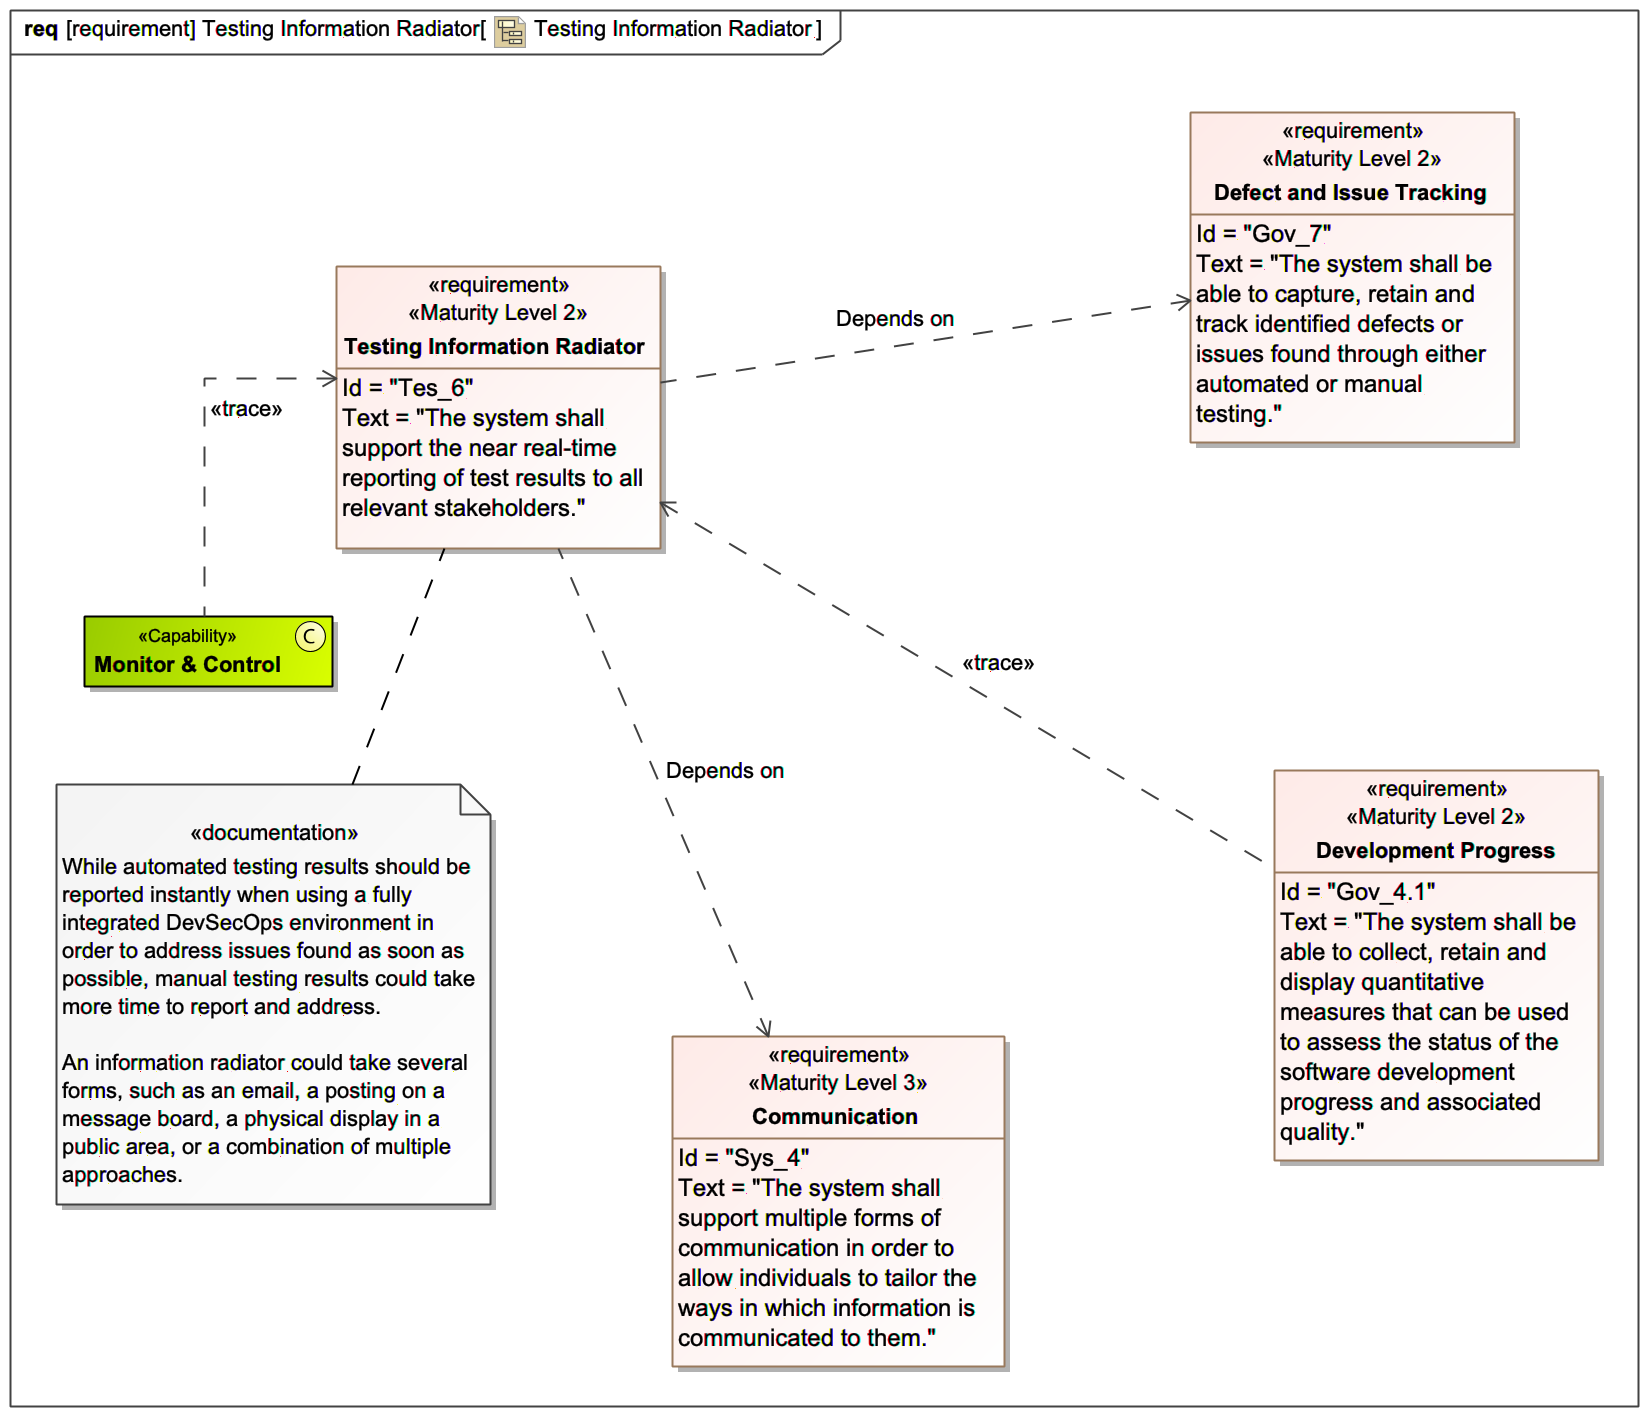 req [requirement] Testing Information Radiator[ Testing Information Radiator ]
«requirement»
«Maturity Level 2»
Defect and Issue Tracking
Id = "Gov_7"
Text = "The system shall be
able to capture, retain and
track identified defects or
issues found through either
automated or manual
testing."
«requirement»
«Maturity Level 2»
Testing Information Radiator
Id = "Tes_6"
Text = "The system shall
support the near real-time
reporting of test results to all
relevant stakeholders."
Depends on
«trace»
«Capability»
C
Monitor & Control
«trace»
Depends on
«documentation»
While automated testing results should be
reported instantly when using a fully
integrated DevSecOps environment in
order to address issues found as soon as
possible, manual testing results could take
more time to report and address.
An information radiator could take several
forms, such as an email, a posting on a
message board, a physical display in a
public area, or a combination of multiple
approaches.
«requirement»
«Maturity Level 2»
Development Progress
Id = "Gov_4.1"
Text = "The system shall be
able to collect, retain and
display quantitative
measures that can be used
to assess the status of the
software development
progress and associated
quality."
«requirement»
«Maturity Level 3»
Communication
Id = "Sys_4"
Text = "The system shall
support multiple forms of
communication in order to
allow individuals to tailor the
ways in which information is
communicated to them."